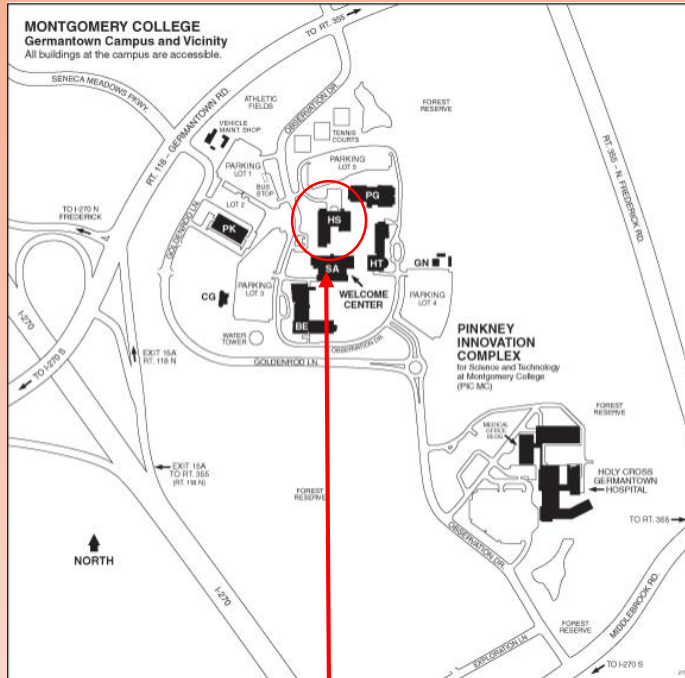 MONTGOMERY COLLEGE
Germantown Campus and Vicinity
All buildings at the campus are accessible.
TO RT. 355
SENECA MEADOWS PKWY.
RT. 118 – GERMANTOWN RD.
ATHLETIC
FIELDS
OBSERVATION DR.
FOREST
RESERVE
VEHICLE
MAINT. SHOP
TENNIS
COURTS
RT. 355 – N. FREDERICK RD.
PARKING
LOT 1
PARKING
LOT 5
BUS
STOP
PG
TO I-270 N
FREDERICK
GOLDENROD LN.
LOT 2
HS
PK
SA
HT
GN
PARKING
LOT 3
CG
WELCOME
CENTER
PARKING
LOT 4
I-270
BE
WATER
TOWER
OBSERVATION DR.
GOLDENROD LN.
PINKNEY
INNOVATION
COMPLEX
for Science and Technology
at Montgomery College
(PIC MC)
TO I-270 S
EXIT 15A
RT. 118 N
FOREST
RESERVE
MEDICAL
OFFICE
BLDG
EXIT 15A
TO RT. 355
(RT. 118 N)
FOREST
RESERVE
HOLY CROSS
GERMANTOWN
HOSPITAL
TO RT. 355
NORTH
OBSERVATION DR.
I-270
MIDDLEBROOK RD.
FOREST
RESERVE
EXPLORATION LN
TO I-270 S